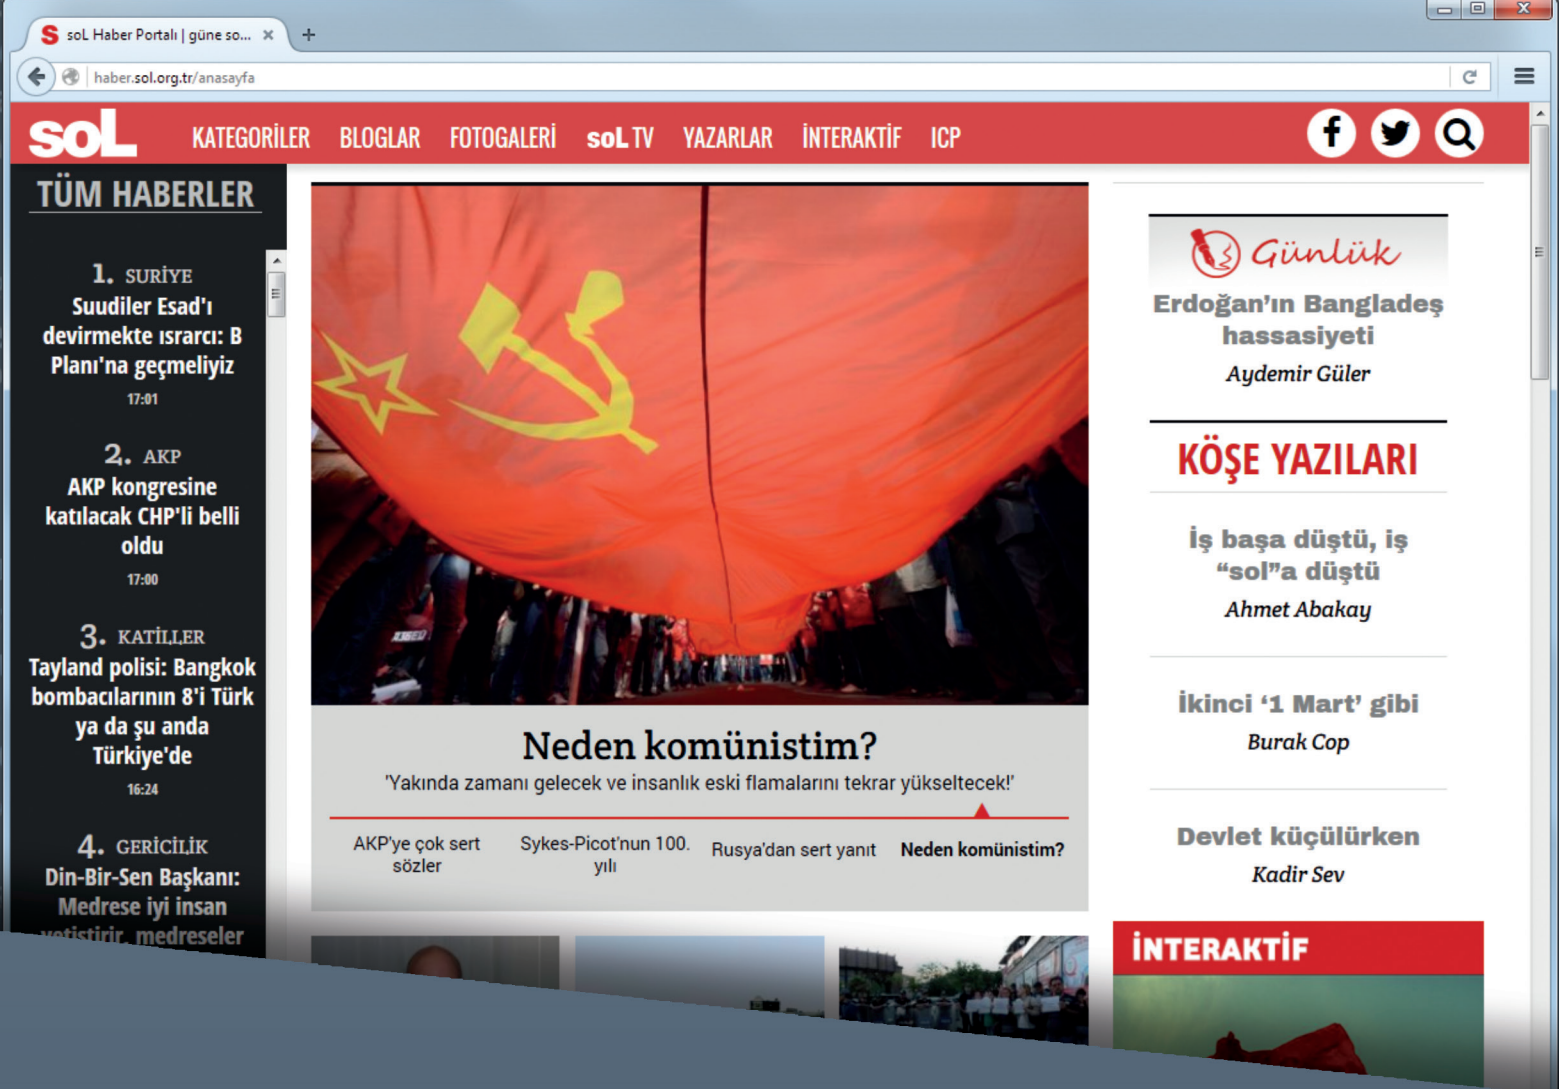 soL Haber Portalı | güne so...
haber.sol.org.tr/anasayfa
soL
KATEGORİLER BLOGLAR FOTOGALERİ soL TV YAZARLAR İNTERAKTİF ICP
TÜM HABERLER
1. SURİYE
Suudiler Esad'ı
devirmekte ısrarcı: B
Planı'na geçmeliyiz
17:01
2. AKP
AKP kongresine
katılacak CHP'li belli
oldu
17:00
3. KATİLLER
Tayland polisi: Bangkok
bombacılarının 8'i Türk
ya da şu anda
Türkiye'de
16:24
4. GERİCİLİK
Din-Bir-Sen Başkanı:
Medrese iyi insan
yetiştirir, medreseler
Neden komünistim?
'Yakında zamanı gelecek ve insanlık eski flamalarını tekrar yükseltecek!'
AKP'ye çok sert
sözler
Sykes-Picot'nun 100.
yılı
Rusya'dan sert yanıt
Neden komünistim?
Günlük
Erdoğan'ın Bangladeş
hassasiyeti
Aydemir Güler
KÖŞE YAZILARI
İş başa düştü, iş
“sol”a düştü
Ahmet Abakay
İkinci ‘1 Mart’ gibi
Burak Cop
Devlet küçülürken
Kadir Sev
İNTERAKTİF